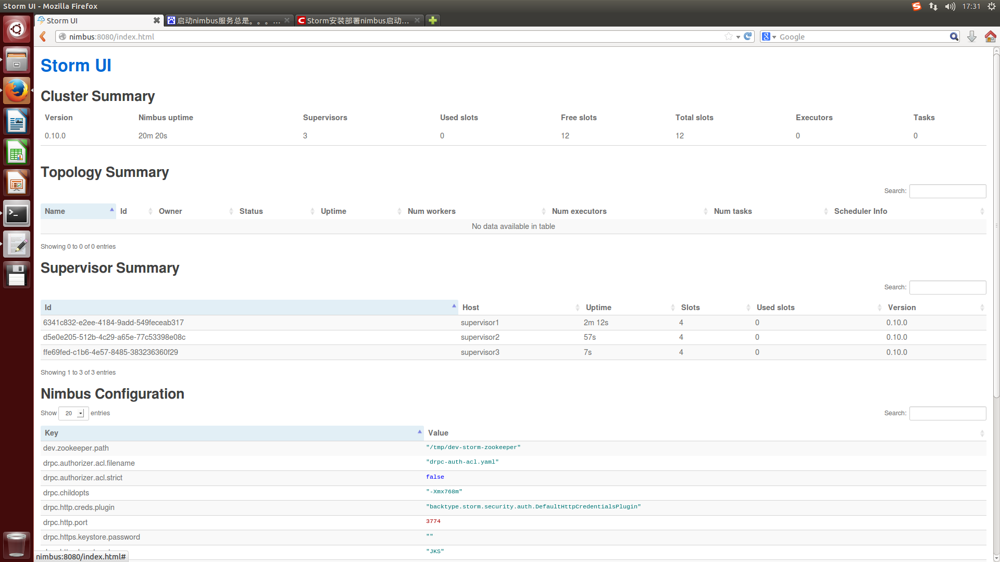 Storm UI - Mozilla Firefox
17:31
Storm UI
启动nimbus服务总是。。。...
Storm安装部署nimbus启动...
nimbus:8080/index.html
Google
Storm UI
Cluster Summary
Version Nimbus uptime Supervisors Used slots Free slots Total slots Executors Tasks
0.10.0 20m 20s 3 0 12 12 0 0
Topology Summary
Search:
Name Id Owner Status Uptime Num workers Num executors Num tasks Scheduler Info
No data available in table
Showing 0 to 0 of 0 entries
Supervisor Summary
Search:
Id Host Uptime Slots Used slots Version
6341c832-e2ee-4184-9add-549feceab317 supervisor1 2m 12s 4 0 0.10.0
d5e0e205-512b-4c29-a65e-77c53398e08c supervisor2 57s 4 0 0.10.0
ffe69fed-c1b6-4e57-8485-383236360f29 supervisor3 7s 4 0 0.10.0
Showing 1 to 3 of 3 entries
Nimbus Configuration
Show 20 entries Search:
Key Value
dev.zookeeper.path "/tmp/dev-storm-zookeeper"
drpc.authorizer.acl.filename "drpc-auth-acl.yaml"
drpc.authorizer.acl.strict false
drpc.childopts "-Xmx768m"
drpc.http.creds.plugin "backtype.storm.security.auth.DefaultHttpCredentialsPlugin"
drpc.http.port 3774
drpc.https.keystore.password ""
"JKS"
nimbus:8080/index.html#